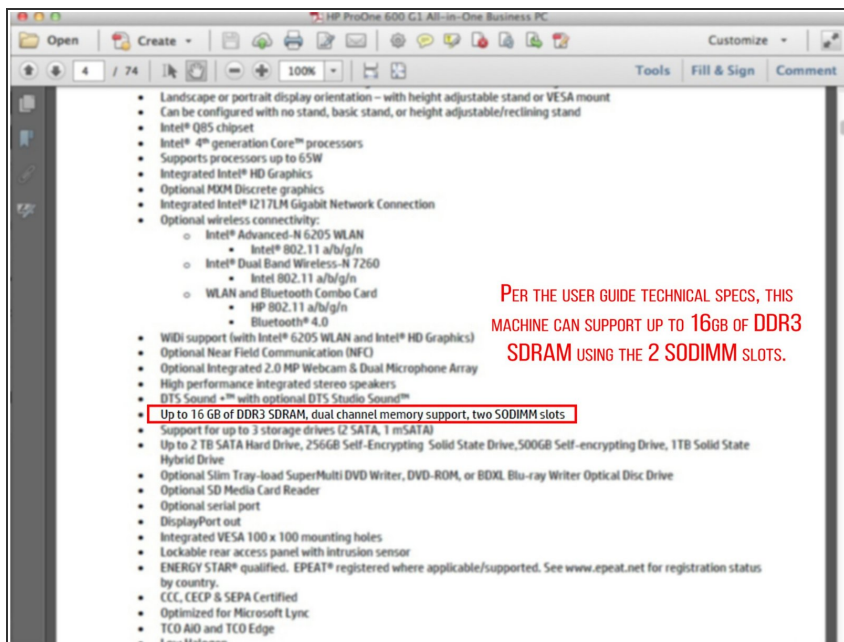 HP ProOne 600 G1 All-in-One Business PC
Open Create Customize
4 / 74 100% Tools Fill & Sign Comment
• Landscape or portrait display orientation – with height adjustable stand or VESA mount
• Can be configured with no stand, basic stand, or height adjustable/reclining stand
• Intel® Q85 chipset
• Intel® 4th generation Core™ processors
• Supports processors up to 65W
• Integrated Intel® HD Graphics
• Optional MXM Discrete graphics
• Integrated Intel® I217LM Gigabit Network Connection
• Optional wireless connectivity:
o Intel® Advanced-N 6205 WLAN
▪ Intel® 802.11 a/b/g/n
o Intel® Dual Band Wireless-N 7260
▪ Intel 802.11 a/b/g/n
o WLAN and Bluetooth Combo Card
▪ HP 802.11 a/b/g/n
▪ Bluetooth® 4.0
• WiDi support (with Intel® 6205 WLAN and Intel® HD Graphics)
• Optional Near Field Communication (NFC)
• Optional Integrated 2.0 MP Webcam & Dual Microphone Array
• High performance integrated stereo speakers
• DTS Sound +™ with optional DTS Studio Sound™
• Up to 16 GB of DDR3 SDRAM, dual channel memory support, two SODIMM slots
• Support for up to 3 storage drives (2 SATA, 1 mSATA)
• Up to 2 TB SATA Hard Drive, 256GB Self-Encrypting Solid State Drive,500GB Self-encrypting Drive, 1TB Solid State
Hybrid Drive
• Optional Slim Tray-load SuperMulti DVD Writer, DVD-ROM, or BDXL Blu-ray Writer Optical Disc Drive
• Optional SD Media Card Reader
• Optional serial port
• DisplayPort out
• Integrated VESA 100 x 100 mounting holes
• Lockable rear access panel with intrusion sensor
• ENERGY STAR® qualified. EPEAT® registered where applicable/supported. See www.epeat.net for registration status
by country.
• CCC, CECP & SEPA Certified
• Optimized for Microsoft Lync
• TCO AiO and TCO Edge
PER THE USER GUIDE TECHNICAL SPECS, THIS
MACHINE CAN SUPPORT UP TO 16GB OF DDR3
SDRAM USING THE 2 SODIMM SLOTS.